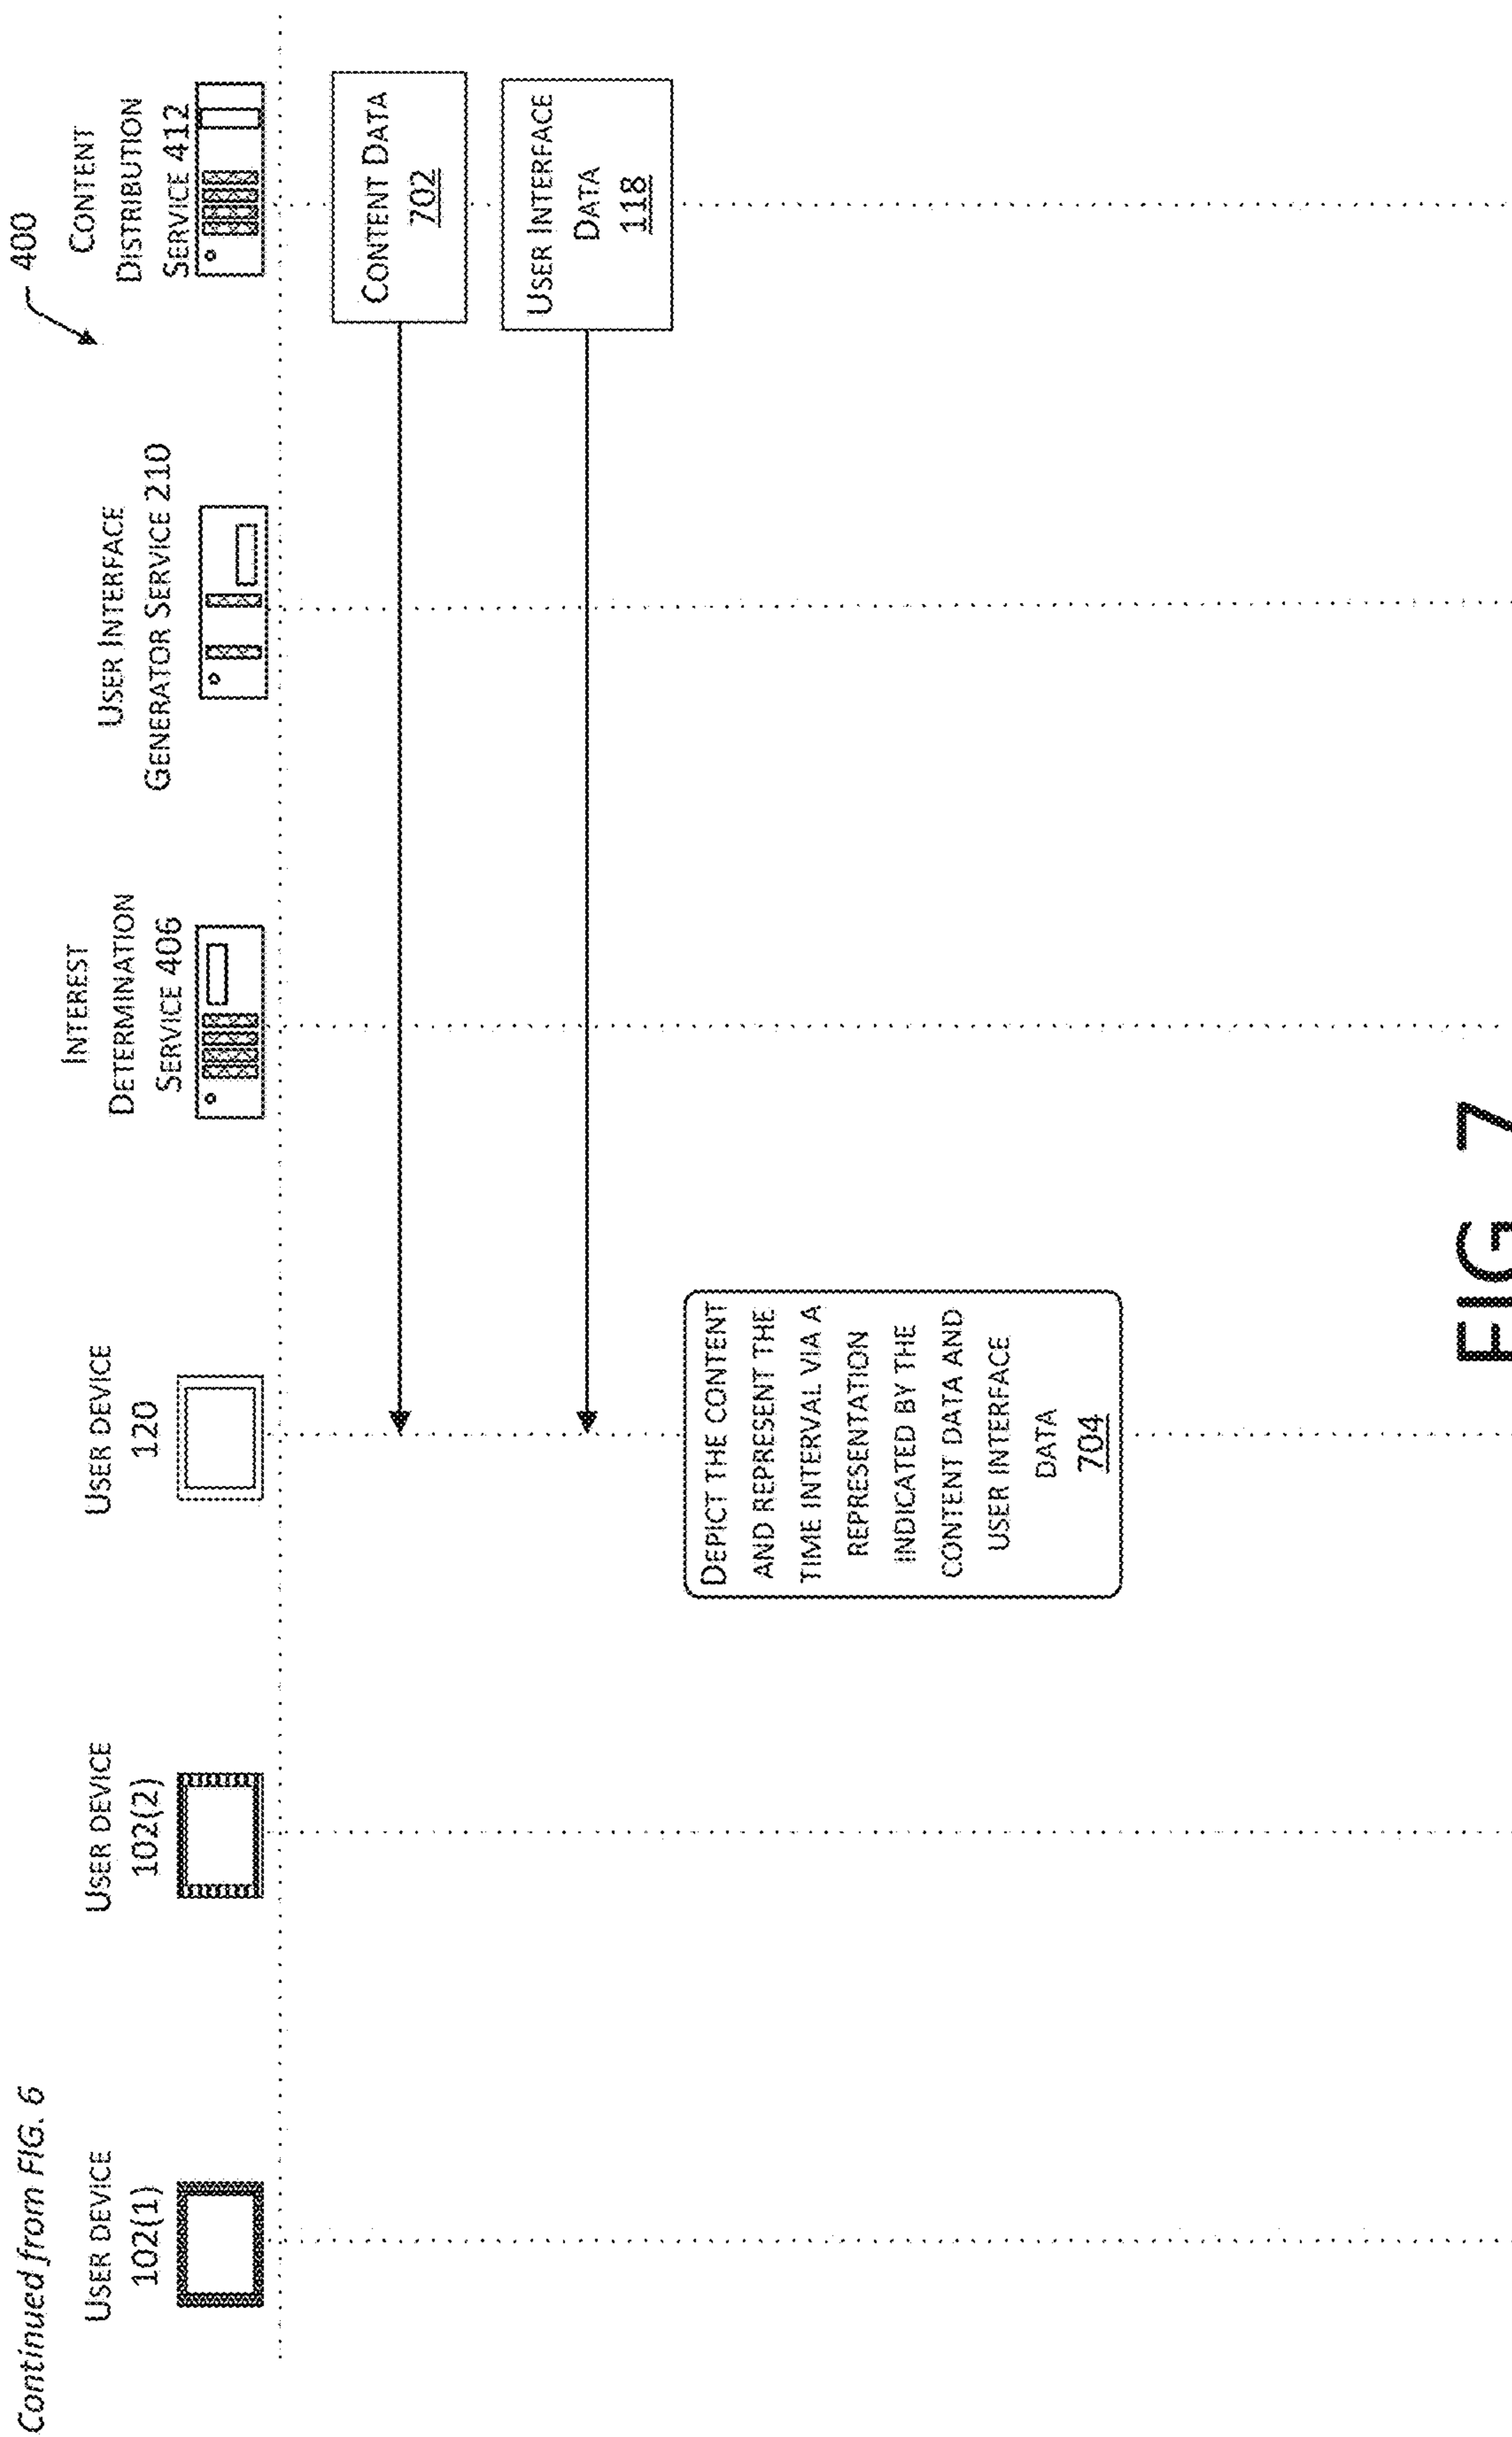 Continued from FIG. 6
400
USER DEVICE
102(1)
USER DEVICE
102(2)
USER DEVICE
120
INTEREST
DETERMINATION
SERVICE 406
USER INTERFACE
GENERATOR SERVICE 210
CONTENT
DISTRIBUTION
SERVICE 412
CONTENT DATA
702
USER INTERFACE
DATA
118
DEPICT THE CONTENT
AND REPRESENT THE
TIME INTERVAL VIA A
REPRESENTATION
INDICATED BY THE
CONTENT DATA AND
USER INTERFACE
DATA
704
FIG 7